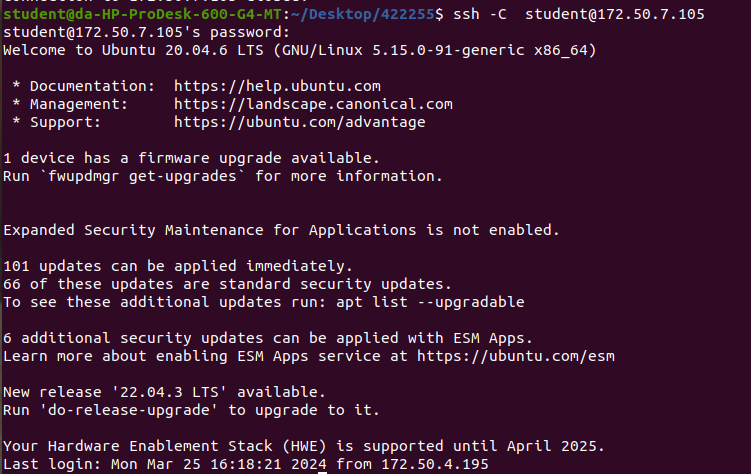 student@da-HP-ProDesk-600-G4-MT:~/Desktop/422255$ ssh -C  student@172.50.7.105
student@172.50.7.105's password:
Welcome to Ubuntu 20.04.6 LTS (GNU/Linux 5.15.0-91-generic x86_64)

 * Documentation:  https://help.ubuntu.com
 * Management:     https://landscape.canonical.com
 * Support:        https://ubuntu.com/advantage

1 device has a firmware upgrade available.
Run `fwupdmgr get-upgrades` for more information.


Expanded Security Maintenance for Applications is not enabled.

101 updates can be applied immediately.
66 of these updates are standard security updates.
To see these additional updates run: apt list --upgradable

6 additional security updates can be applied with ESM Apps.
Learn more about enabling ESM Apps service at https://ubuntu.com/esm

New release '22.04.3 LTS' available.
Run 'do-release-upgrade' to upgrade to it.

Your Hardware Enablement Stack (HWE) is supported until April 2025.
Last login: Mon Mar 25 16:18:21 2024 from 172.50.4.195